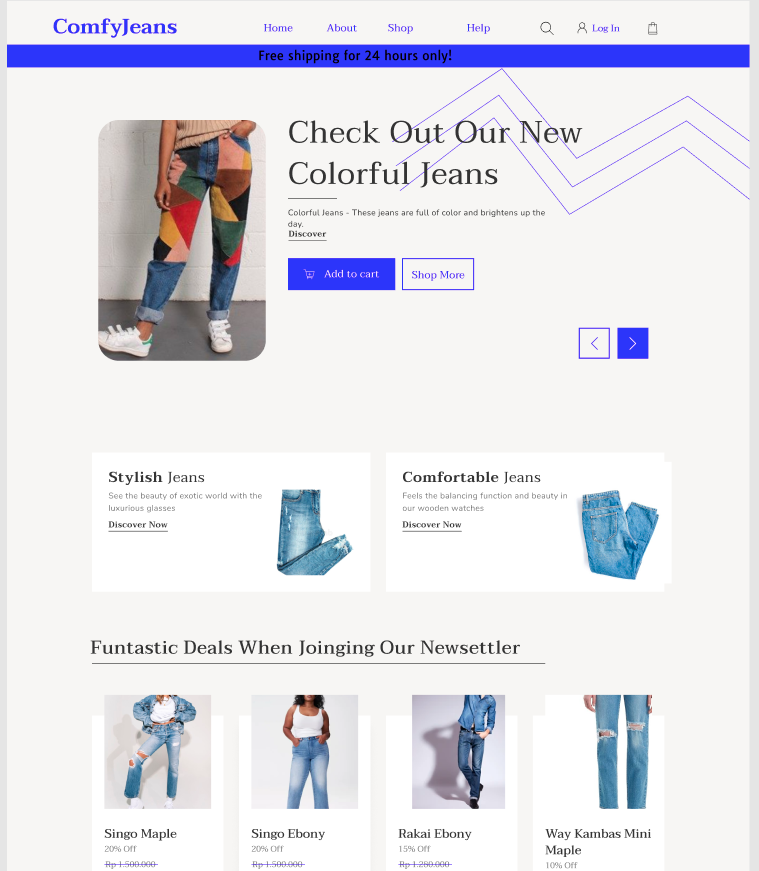 ComfyJeans
Home About Shop Help Log In
Free shipping for 24 hours only!
Check Out Our New
Colorful Jeans
Colorful Jeans - These jeans are full of color and brightens up the
day.
Discover
Add to cart
Shop More
Stylish Jeans
See the beauty of exotic world with the
luxurious glasses
Discover Now
Comfortable Jeans
Feels the balancing function and beauty in
our wooden watches
Discover Now
Funtastic Deals When Joinging Our Newsettler
Singo Maple
20% Off
Rp 1.500.000
Singo Ebony
20% Off
Rp 1.500.000
Rakai Ebony
15% Off
Rp 1.280.000
Way Kambas Mini
Maple
10% Off